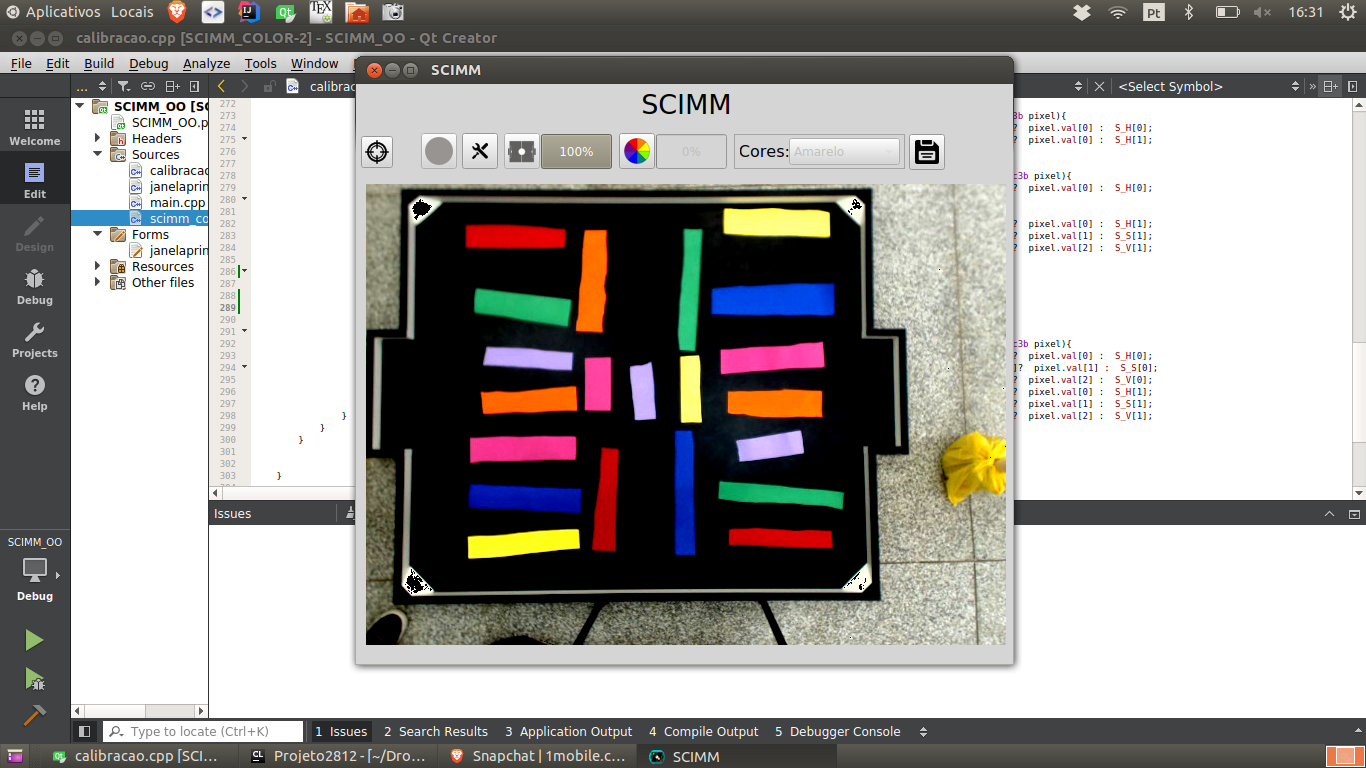 Aplicativos Locais
Pt
16:31
calibracao.cpp [SCIMM_COLOR-2] - SCIMM_OO - Qt Creator
File Edit Build Debug Analyze Tools Window
SCIMM
SCIMM
100%
0%
Cores: Amarelo
<Select Symbol>
Welcome
Edit
Design
Debug
Projects
Help
SCIMM_OO
Debug
SCIMM_OO [SC
SCIMM_OO.p
Headers
Sources
calibracac
janelaprin
main.cpp
scimm_co
Forms
janelaprin
Resources
Other files
calibrac
272
273
274
275
276
277
278
279
280
281
282
283
284
285
286
287
288
289
290
291
292
293
294
295
296
297
298 }
299 }
300 }
301
302
303 }
3b pixel){
? pixel.val[0] : S_H[0];
? pixel.val[0] : S_H[1];
c3b pixel){
? pixel.val[0] : S_H[0];
? pixel.val[0] : S_H[1];
? pixel.val[1] : S_S[1];
? pixel.val[2] : S_V[1];
c3b pixel){
? pixel.val[0] : S_H[0];
]? pixel.val[1] : S_S[0];
? pixel.val[2] : S_V[0];
? pixel.val[0] : S_H[1];
? pixel.val[1] : S_S[1];
? pixel.val[2] : S_V[1];
Issues
Type to locate (Ctrl+K)
1 Issues 2 Search Results 3 Application Output 4 Compile Output 5 Debugger Console
calibracao.cpp [SCI... Projeto2812 - [~/Dro... Snapchat | 1mobile.c... SCIMM